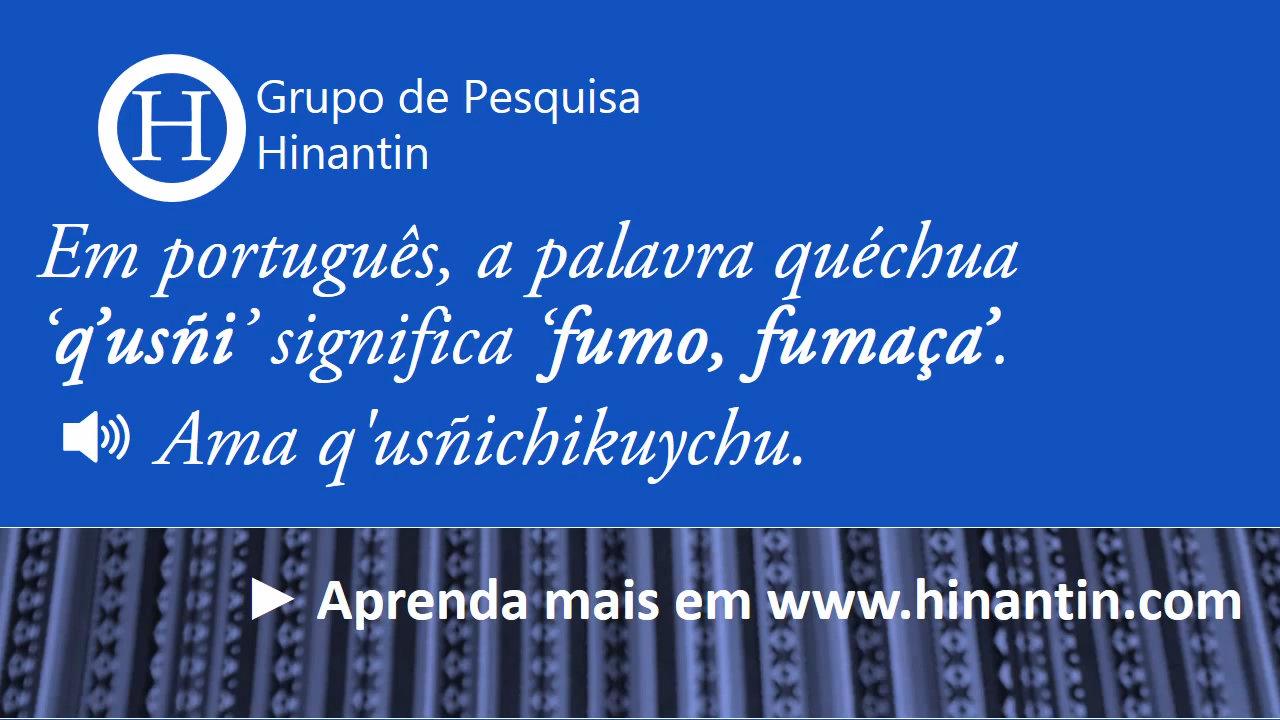 H
Grupo de Pesquisa
Hinantin
Em português, a palavra quéchua
‘q’usñi’ significa ‘fumo, fumaça’.
Ama q'usñichikuychu.
► Aprenda mais em www.hinantin.com